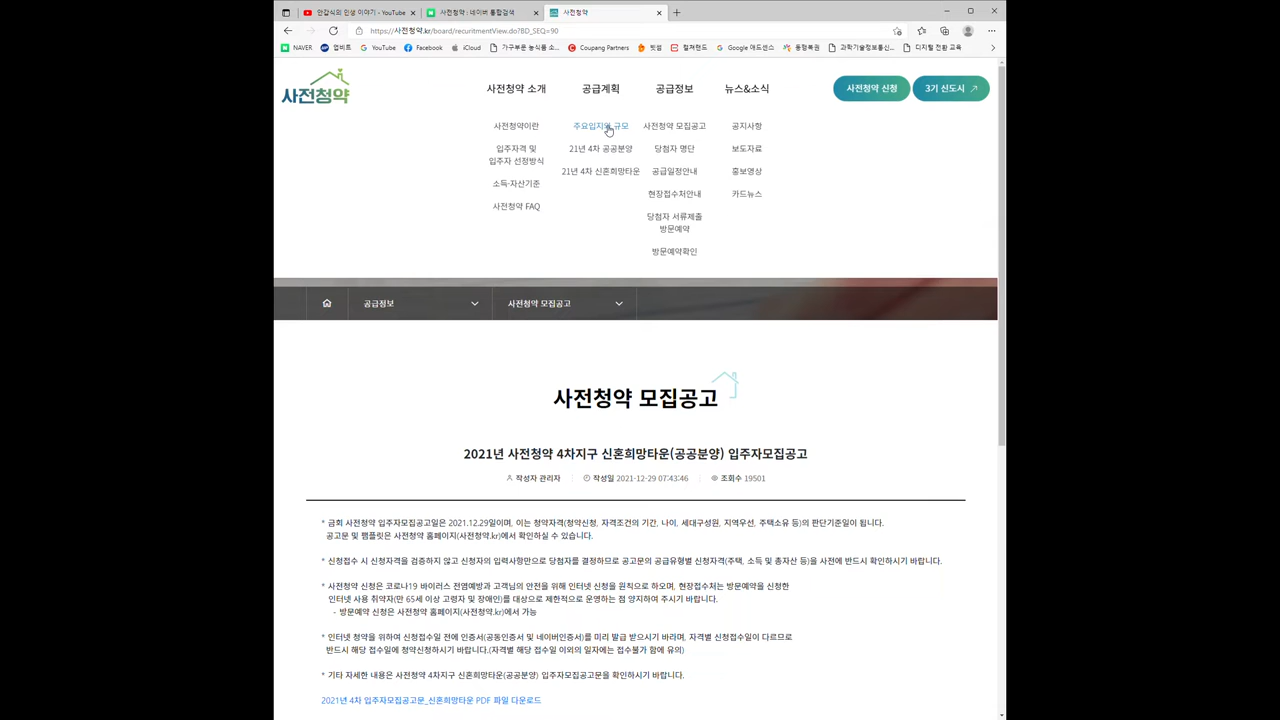 안갑식의 인생 이야기 - YouTube
사전청약 : 네이버 통합검색
사전청약
https://사전청약.kr/board/recuritmentView.do?BD_SEQ=90
NAVER
업비트
YouTube
Facebook
iCloud
가구부문 농식품 소...
Coupang Partners
빗썸
컬쳐랜드
Google 애드센스
동행복권
과학기술정보통신...
디지털 전환 교육
사전청약
사전청약 소개
공급계획
공급정보
뉴스&소식
사전청약 신청
3기 신도시
사전청약이란
주요입지와 규모
사전청약 모집공고
공지사항
입주자격 및
입주자 선정방식
21년 4차 공공분양
당첨자 명단
보도자료
21년 4차 신혼희망타운
공급일정안내
홍보영상
소득·자산기준
현장접수처안내
카드뉴스
사전청약 FAQ
당첨자 서류제출
방문예약
방문예약확인
공급정보
사전청약 모집공고
사전청약 모집공고
2021년 사전청약 4차지구 신혼희망타운(공공분양) 입주자모집공고
작성자 관리자
작성일 2021-12-29 07:43:46
조회수 19501
* 금회 사전청약 입주자모집공고일은 2021.12.29일이며, 이는 청약자격(청약신청, 자격조건의 기간, 나이, 세대구성원, 지역우선, 주택소유 등)의 판단기준일이 됩니다.
공고문 및 팸플릿은 사전청약 홈페이지(사전청약.kr)에서 확인하실 수 있습니다.
* 신청접수 시 신청자격을 검증하지 않고 신청자의 입력사항만으로 당첨자를 결정하므로 공고문의 공급유형별 신청자격(주택, 소득 및 총자산 등)을 사전에 반드시 확인하시기 바랍니다.
* 사전청약 신청은 코로나19 바이러스 전염예방과 고객님의 안전을 위해 인터넷 신청을 원칙으로 하오며, 현장접수처는 방문예약을 신청한
인터넷 사용 취약자(만 65세 이상 고령자 및 장애인)를 대상으로 제한적으로 운영하는 점 양지하여 주시기 바랍니다.
- 방문예약 신청은 사전청약 홈페이지(사전청약.kr)에서 가능
* 인터넷 청약을 위하여 신청접수일 전에 인증서(공동인증서 및 네이버인증서)를 미리 발급 받으시기 바라며, 자격별 신청접수일이 다르므로
반드시 해당 접수일에 청약신청하시기 바랍니다.(자격별 해당 접수일 이외의 일자에는 접수불가 함에 유의)
* 기타 자세한 내용은 사전청약 4차지구 신혼희망타운(공공분양) 입주자모집공고문을 확인하시기 바랍니다.
2021년 4차 입주자모집공고문_신혼희망타운 PDF 파일 다운로드